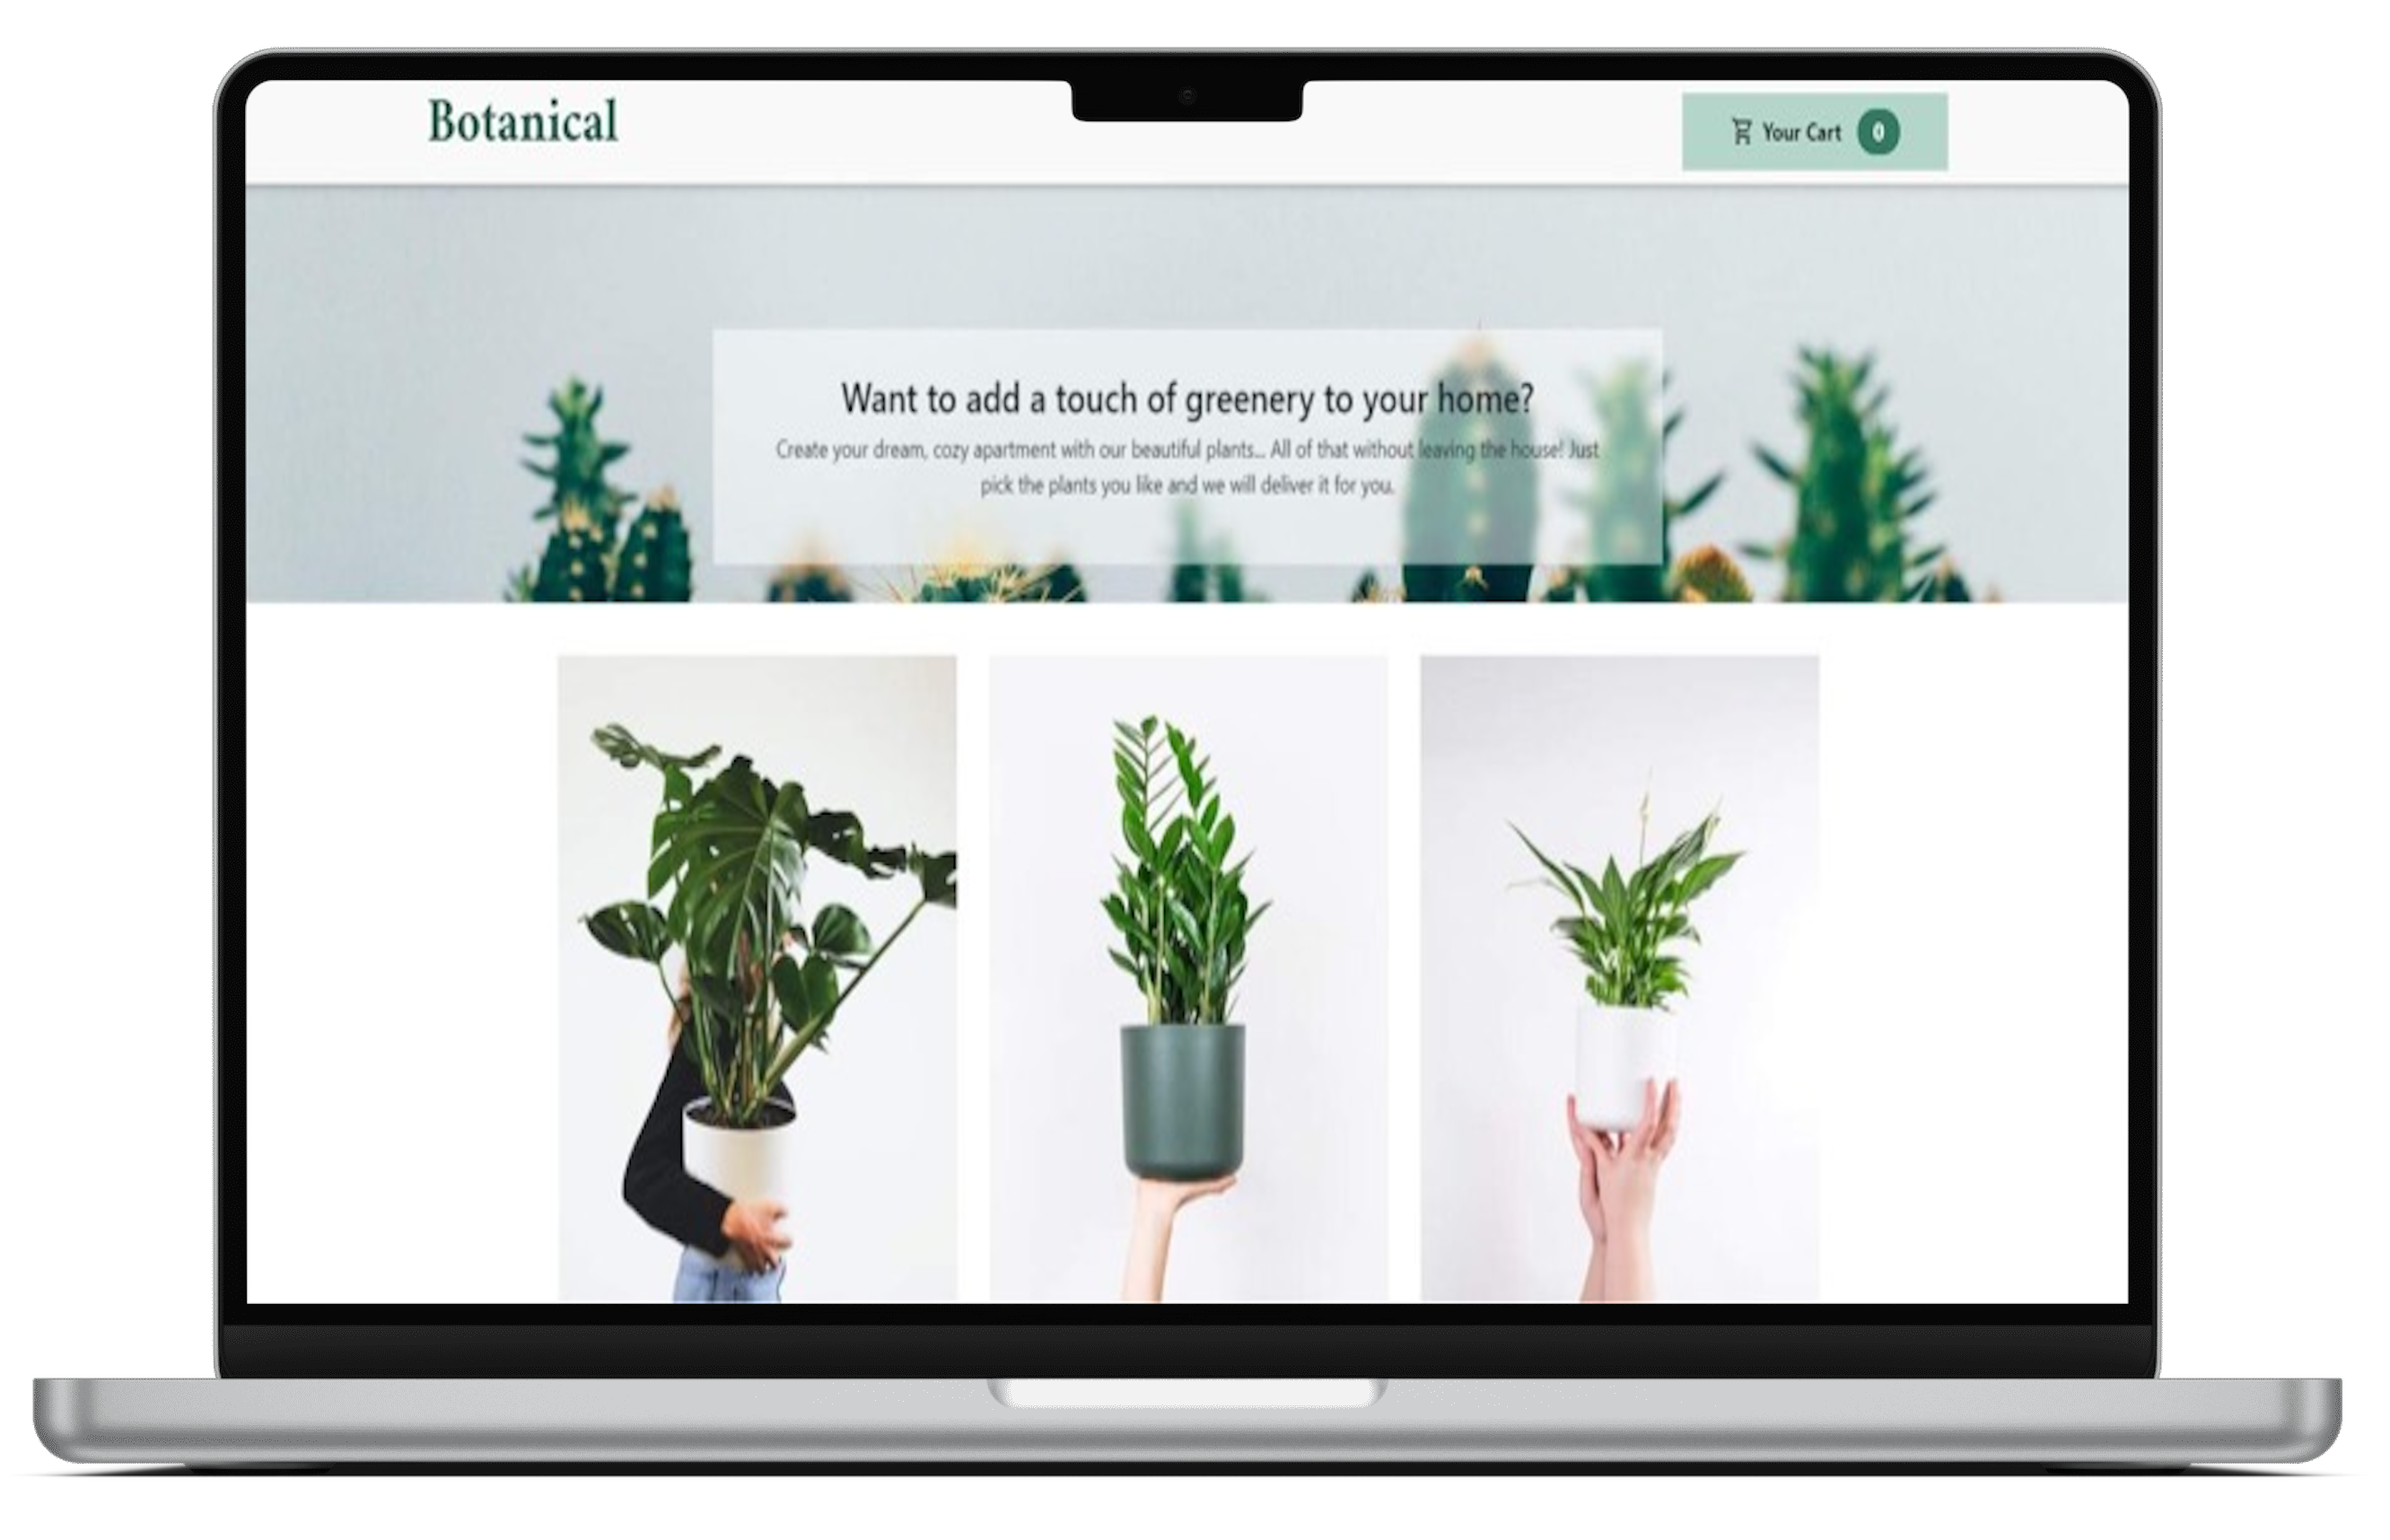 Botanical
Your Cart 0
Want to add a touch of greenery to your home?
Create your dream, cozy apartment with our beautiful plants... All of that without leaving the house! Just
pick the plants you like and we will deliver it for you.